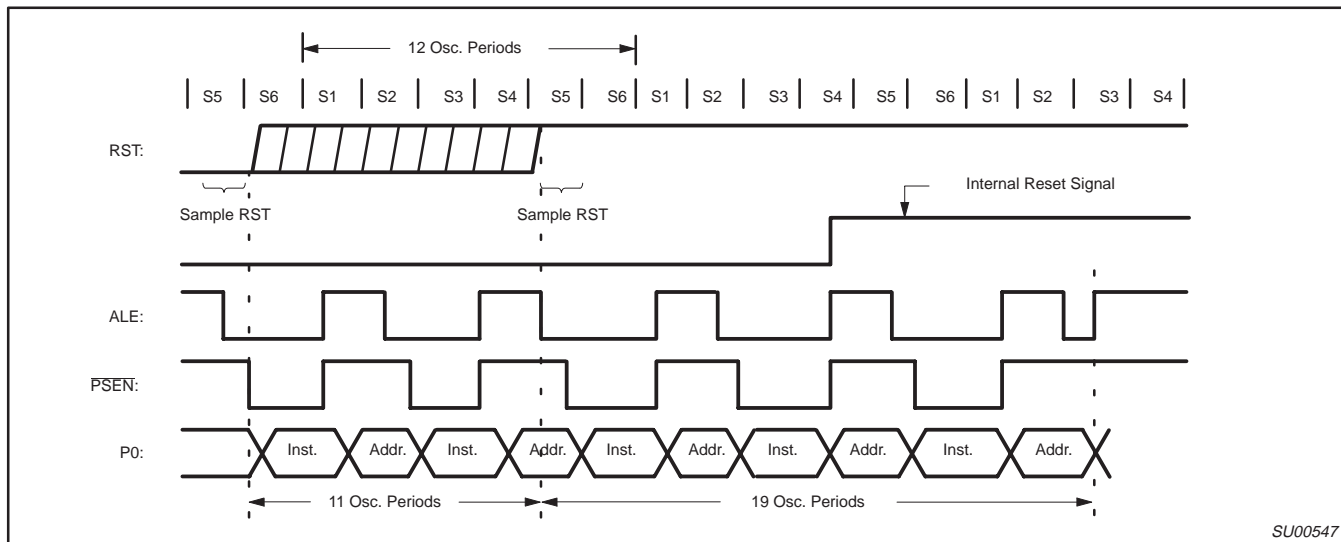 12 Osc. Periods
S5 S6 S1 S2 S3 S4 S5 S6 S1 S2 S3 S4 S5 S6 S1 S2 S3 S4
RST:
Internal Reset Signal
Sample RST Sample RST
ALE:
PSEN:
P0: Inst. Addr. Inst. Addr. Inst. Addr. Inst. Addr. Inst. Addr.
11 Osc. Periods 19 Osc. Periods
SU00547